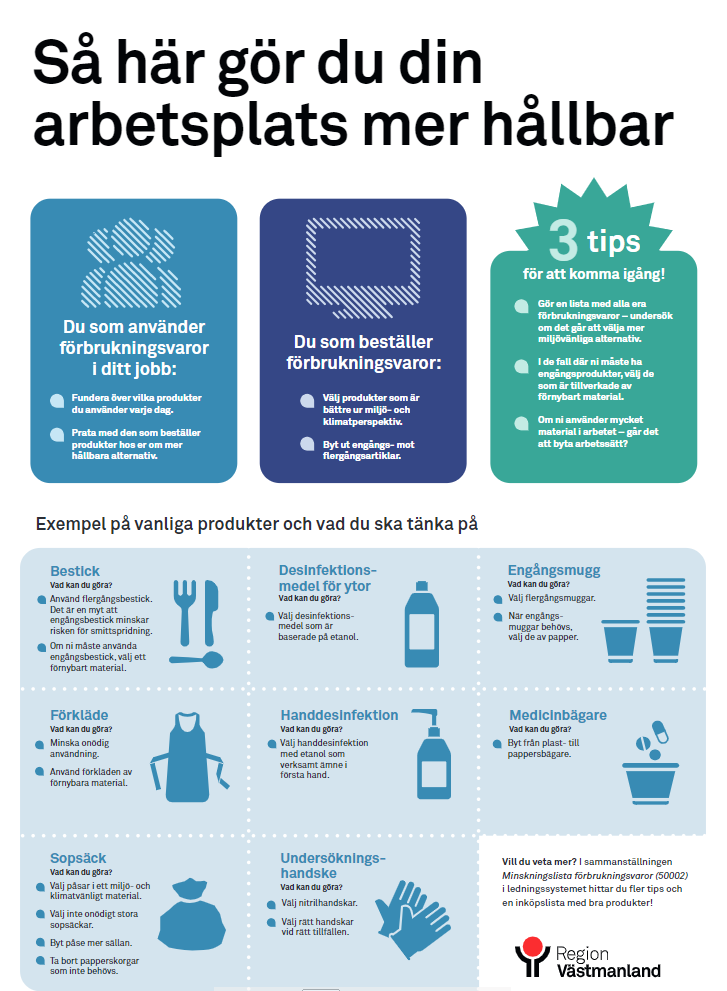 Så här gör du din
arbetsplats mer hållbar
Du som använder
förbrukningsvaror
i ditt jobb:
Fundera över vilka produkter
du använder varje dag.
Prata med den som beställer
produkter hos er om mer
hållbara alternativ.
Du som beställer
förbrukningsvaror:
Välj produkter som är
bättre ur miljö- och
klimatperspektiv.
Byt ut engångs- mot
flergångsartiklar.
3 tips
för att komma igång!
Gör en lista med alla era
förbrukningsvaror – undersök
om det går att välja mer
miljövänliga alternativ.
I de fall där ni måste ha
engångsprodukter, välj de
som är tillverkade av
förnybart material.
Om ni använder mycket
material i arbetet – går det
att byta arbetssätt?
Exempel på vanliga produkter och vad du ska tänka på
Bestick
Vad kan du göra?
Använd flergångsbestick.
Det är en myt att
engångsbestick minskar
risken för smittspridning.
Om ni måste använda
engångsbestick, välj ett
förnybart material.
Desinfektions-
medel för ytor
Vad kan du göra?
Välj desinfektions-
medel som är
baserade på etanol.
Engångsmugg
Vad kan du göra?
Välj flergångsmuggar.
När engångs-
muggar behövs,
välj de av papper.
Förkläde
Vad kan du göra?
Minska onödig
användning.
Använd förkläden av
förnybara material.
Handdesinfektion
Vad kan du göra?
Välj handdesinfektion
med etanol som
verksamt ämne i
första hand.
Medicinbägare
Vad kan du göra?
Byt från plast- till
pappersbägare.
Sopsäck
Vad kan du göra?
Välj påsar i ett miljö- och
klimatvänligt material.
Välj inte onödigt stora
sopsäckar.
Byt påse mer sällan.
Ta bort papperskorgar
som inte behövs.
Undersöknings-
handske
Vad kan du göra?
Välj nitrilhandskar.
Välj rätt handskar
vid rätt tillfällen.
Vill du veta mer? I sammanställningen
Minskningslista förbrukningsvaror (50002)
i ledningssystemet hittar du fler tips och
en inköpslista med bra produkter!
Region
Västmanland